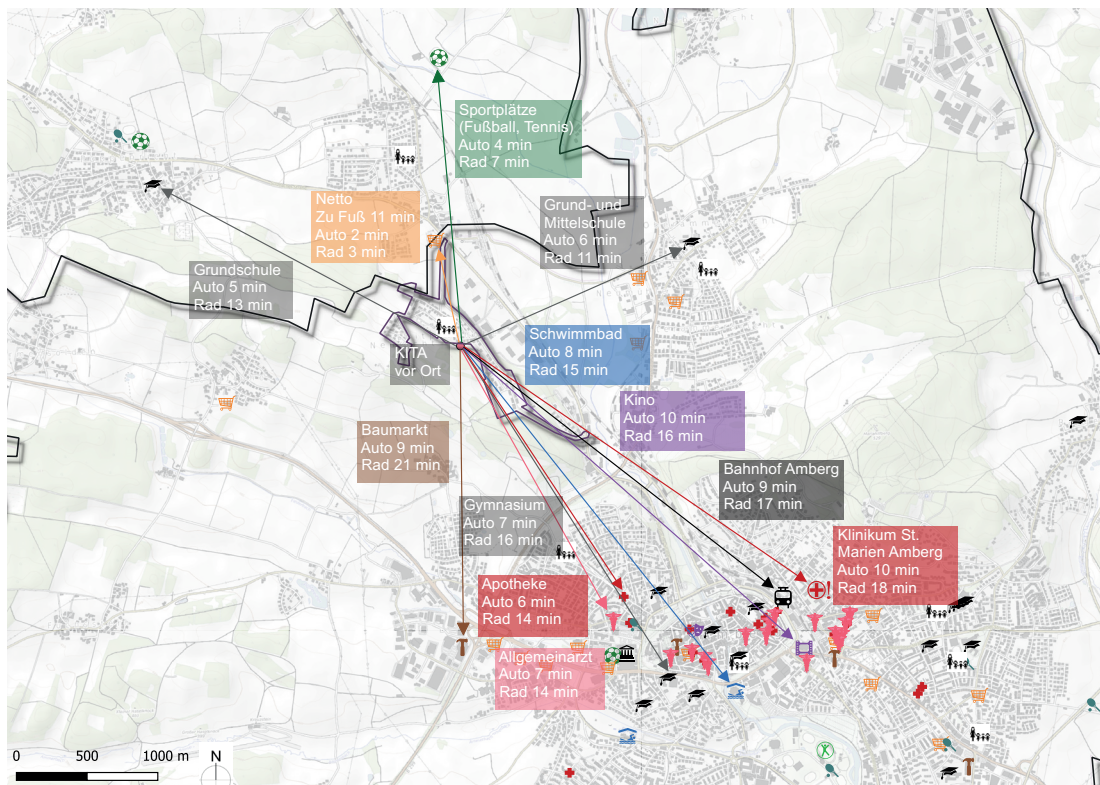 Sportplätze
(Fußball, Tennis)
Auto 4 min
Rad 7 min
Netto
Zu Fuß 11 min
Auto 2 min
Rad 3 min
Grund- und
Mittelschule
Auto 6 min
Rad 11 min
Grundschule
Auto 5 min
Rad 13 min
KITA
vor Ort
Schwimmbad
Auto 8 min
Rad 15 min
Kino
Auto 10 min
Rad 16 min
Baumarkt
Auto 9 min
Rad 21 min
Bahnhof Amberg
Auto 9 min
Rad 17 min
Gymnasium
Auto 7 min
Rad 16 min
Klinikum St.
Marien Amberg
Auto 10 min
Rad 18 min
Apotheke
Auto 6 min
Rad 14 min
Allgemeinarzt
Auto 7 min
Rad 14 min
0 500 1000 m
N